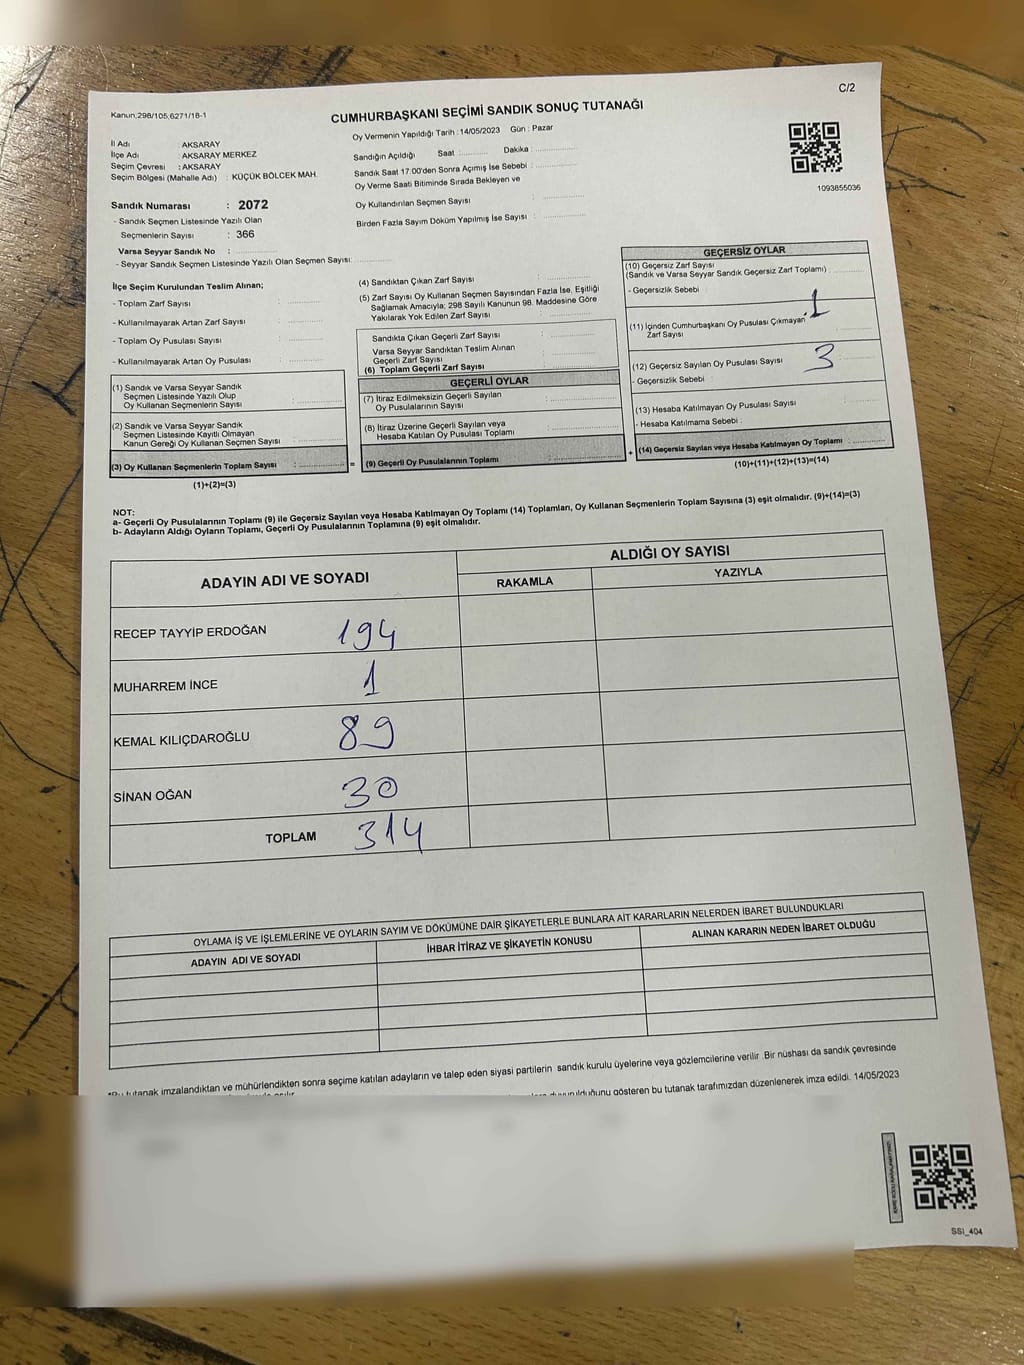 C/2
Kanun;298/105;6271/18-1
CUMHURBAŞKANI SEÇİMİ SANDIK SONUÇ TUTANAĞI
Oy Vermenin Yapıldığı Tarih : 14/05/2023 Gün : Pazar
İl Adı : AKSARAY
İlçe Adı : AKSARAY MERKEZ
Seçim Çevresi : AKSARAY
Seçim Bölgesi (Mahalle Adı) : KÜÇÜK BÖLCEK MAH.
Sandığın Açıldığı Saat : Dakika :
Sandık Saat 17:00'den Sonra Açımış İse Sebebi :
Oy Verme Saati Bitiminde Sırada Bekleyen ve
Oy Kullandırılan Seçmen Sayısı :
Birden Fazla Sayım Döküm Yapılmış İse Sayısı :
1093855036
Sandık Numarası : 2072
- Sandık Seçmen Listesinde Yazılı Olan
Seçmenlerin Sayısı : 366
Varsa Seyyar Sandık No :
- Seyyar Sandık Seçmen Listesinde Yazılı Olan Seçmen Sayısı:
İlçe Seçim Kurulundan Teslim Alınan;
- Toplam Zarf Sayısı :
- Kullanılmayarak Artan Zarf Sayısı :
- Toplam Oy Pusulası Sayısı :
- Kullanılmayarak Artan Oy Pusulası :
(1) Sandık ve Varsa Seyyar Sandık
Seçmen Listesinde Yazılı Olup
Oy Kullanan Seçmenlerin Sayısı :
(2) Sandık ve Varsa Seyyar Sandık
Seçmen Listesinde Kayıtlı Olmayan
Kanun Gereği Oy Kullanan Seçmen Sayısı :
(3) Oy Kullanan Seçmenlerin Toplam Sayısı : =
(1)+(2)=(3)
(4) Sandıktan Çıkan Zarf Sayısı :
(5) Zarf Sayısı Oy Kullanan Seçmen Sayısından Fazla İse, Eşitliği
Sağlamak Amacıyla; 298 Sayılı Kanunun 98. Maddesine Göre
Yakılarak Yok Edilen Zarf Sayısı :
Sandıkta Çıkan Geçerli Zarf Sayısı :
Varsa Seyyar Sandıktan Teslim Alınan
Geçerli Zarf Sayısı :
(6) Toplam Geçerli Zarf Sayısı :
GEÇERLİ OYLAR
(7) İtiraz Edilmeksizin Geçerli Sayılan
Oy Pusulalarının Sayısı :
(8) İtiraz Üzerine Geçerli Sayılan veya
Hesaba Katılan Oy Pusulası Toplamı :
(9) Geçerli Oy Pusulalarının Toplamı : +
GEÇERSİZ OYLAR
(10) Geçersiz Zarf Sayısı
(Sandık ve Varsa Seyyar Sandık Geçersiz Zarf Toplamı) :
- Geçersizlik Sebebi :
(11) İçinden Cumhurbaşkanı Oy Pusulası Çıkmayan 1
Zarf Sayısı
(12) Geçersiz Sayılan Oy Pusulası Sayısı : 3
- Geçersizlik Sebebi :
(13) Hesaba Katılmayan Oy Pusulası Sayısı :
- Hesaba Katılmama Sebebi :
(14) Geçersiz Sayılan veya Hesaba Katılmayan Oy Toplamı :
(10)+(11)+(12)+(13)=(14)
NOT:
a- Geçerli Oy Pusulalarının Toplamı (9) ile Geçersiz Sayılan veya Hesaba Katılmayan Oy Toplamı (14) Toplamları, Oy Kullanan Seçmenlerin Toplam Sayısına (3) eşit olmalıdır. (9)+(14)=(3)
b- Adayların Aldığı Oyların Toplamı, Geçerli Oy Pusulalarının Toplamına (9) eşit olmalıdır.
ADAYIN ADI VE SOYADI
ALDIĞI OY SAYISI
RAKAMLA YAZIYLA
RECEP TAYYİP ERDOĞAN 194
MUHARREM İNCE 1
KEMAL KILIÇDAROĞLU 89
SİNAN OĞAN 30
TOPLAM 314
OYLAMA İŞ VE İŞLEMLERİNE VE OYLARIN SAYIM VE DÖKÜMÜNE DAİR ŞİKAYETLERLE BUNLARA AİT KARARLARIN NELERDEN İBARET BULUNDUKLARI
ADAYIN ADI VE SOYADI İHBAR İTİRAZ VE ŞİKAYETİN KONUSU ALINAN KARARIN NEDEN İBARET OLDUĞU
*Bu tutanak imzalandıktan ve mühürlendikten sonra seçime katılan adayların ve talep eden siyasi partilerin sandık kurulu üyelerine veya gözlemcilerine verilir. Bir nüshası da sandık çevresinde
duyurulduğunu gösteren bu tutanak tarafımızdan düzenlenerek imza edildi. 14/05/2023
SSI_404